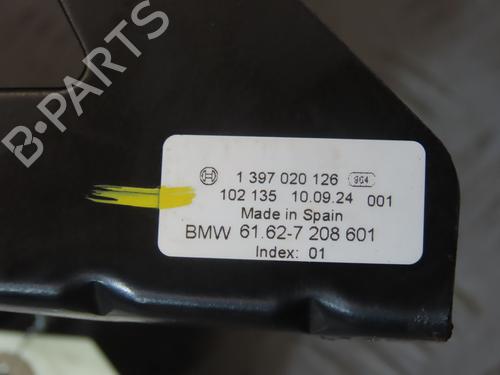 B-PARTS
1 397 020 126 904
102 135 10.09.24 001
Made in Spain
BMW 61.62-7 208 601
Index: 01